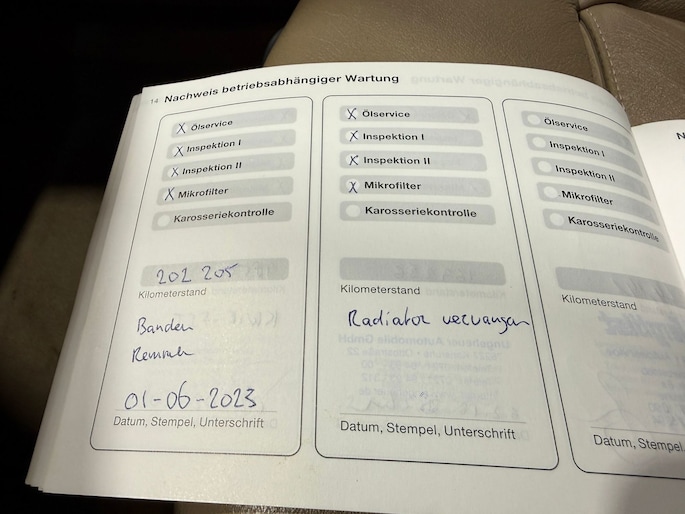 14 Nachweis betriebsabhängiger Wartung
X Ölservice
X Inspektion I
X Inspektion II
X Mikrofilter
Karosseriekontrolle
202 205
Kilometerstand
Banden
Remmen
01-06-2023
Datum, Stempel, Unterschrift
X Ölservice
X Inspektion I
X Inspektion II
X Mikrofilter
Karosseriekontrolle
Kilometerstand
Radiator vervangen
Datum, Stempel, Unterschrift
Ölservice
Inspektion I
Inspektion II
Mikrofilter
Karosseriekontrolle
Kilometerstand
Datum, Stempel,